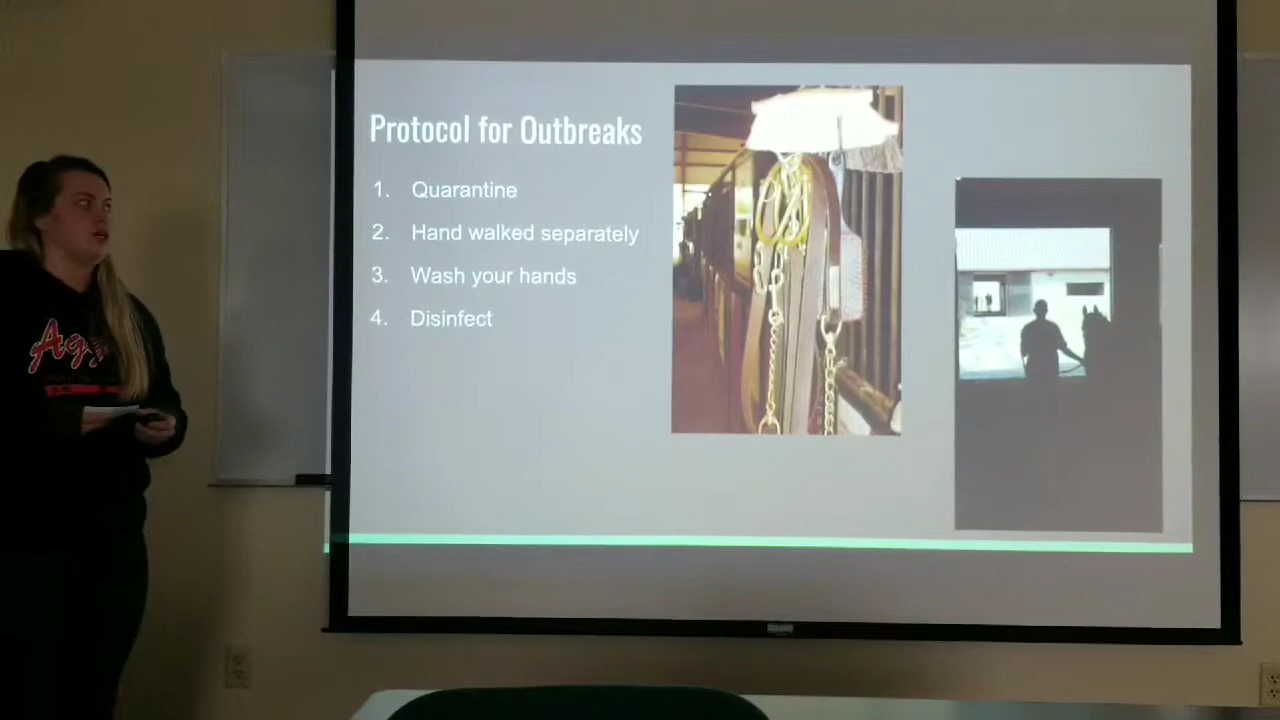 Protocol for Outbreaks
1. Quarantine
2. Hand walked separately
3. Wash your hands
4. Disinfect